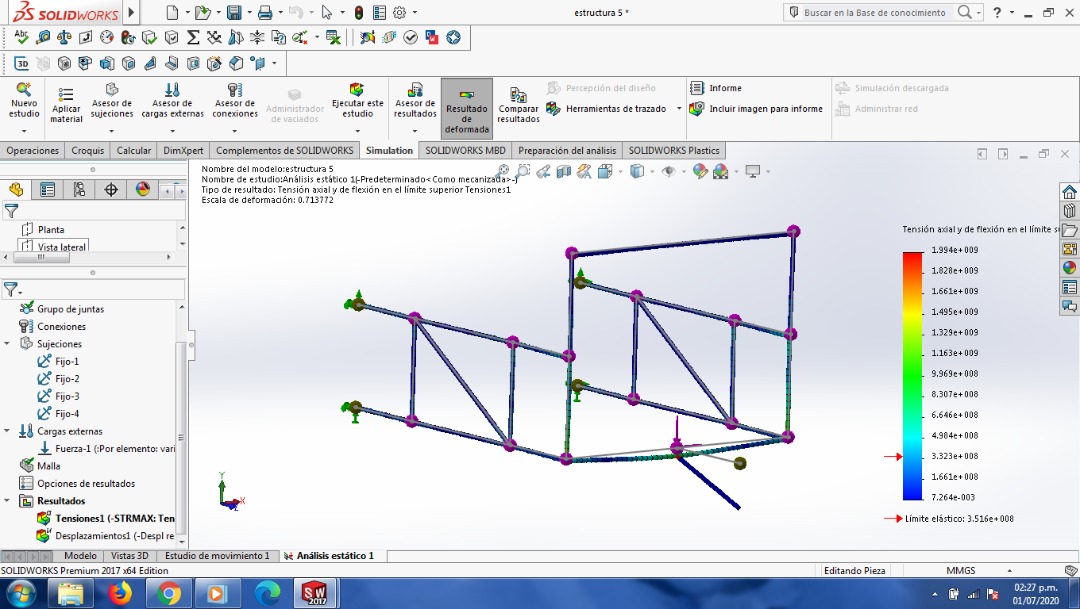 SOLIDWORKS
estructura 5 *
Buscar en la Base de conocimiento
Nuevo estudio
Aplicar material
Asesor de sujeciones
Asesor de cargas externas
Asesor de conexiones
Administrador de vaciados
Ejecutar este estudio
Asesor de resultados
Resultado de deformada
Comparar resultados
Percepción del diseño
Herramientas de trazado
Informe
Incluir imagen para informe
Simulación descargada
Administrar red
Operaciones
Croquis
Calcular
DimXpert
Complementos de SOLIDWORKS
Simulation
SOLIDWORKS MBD
Preparación del análisis
SOLIDWORKS Plastics
Nombre del modelo:estructura 5
Nombre de estudio:Análisis estático 1(-Predeterminado<Como mecanizada>-)
Tipo de resultado: Tensión axial y de flexión en el límite superior Tensiones1
Escala de deformación: 0.713772
Planta
Vista lateral
Grupo de juntas
Conexiones
Sujeciones
Fijo-1
Fijo-2
Fijo-3
Fijo-4
Cargas externas
Fuerza-1 (:Por elemento: vari
Malla
Opciones de resultados
Resultados
Tensiones1 (-STRMAX: Ten
Desplazamientos1 (-Despl re
Tensión axial y de flexión en el límite s
1.994e+009
1.828e+009
1.661e+009
1.495e+009
1.329e+009
1.163e+009
9.969e+008
8.307e+008
6.646e+008
4.984e+008
3.323e+008
1.661e+008
7.264e-003
Límite elástico: 3.516e+008
Y
X
Z
Modelo
Vistas 3D
Estudio de movimiento 1
Análisis estático 1
SOLIDWORKS Premium 2017 x64 Edition
Editando Pieza
MMGS
02:27 p.m.
01/07/2020